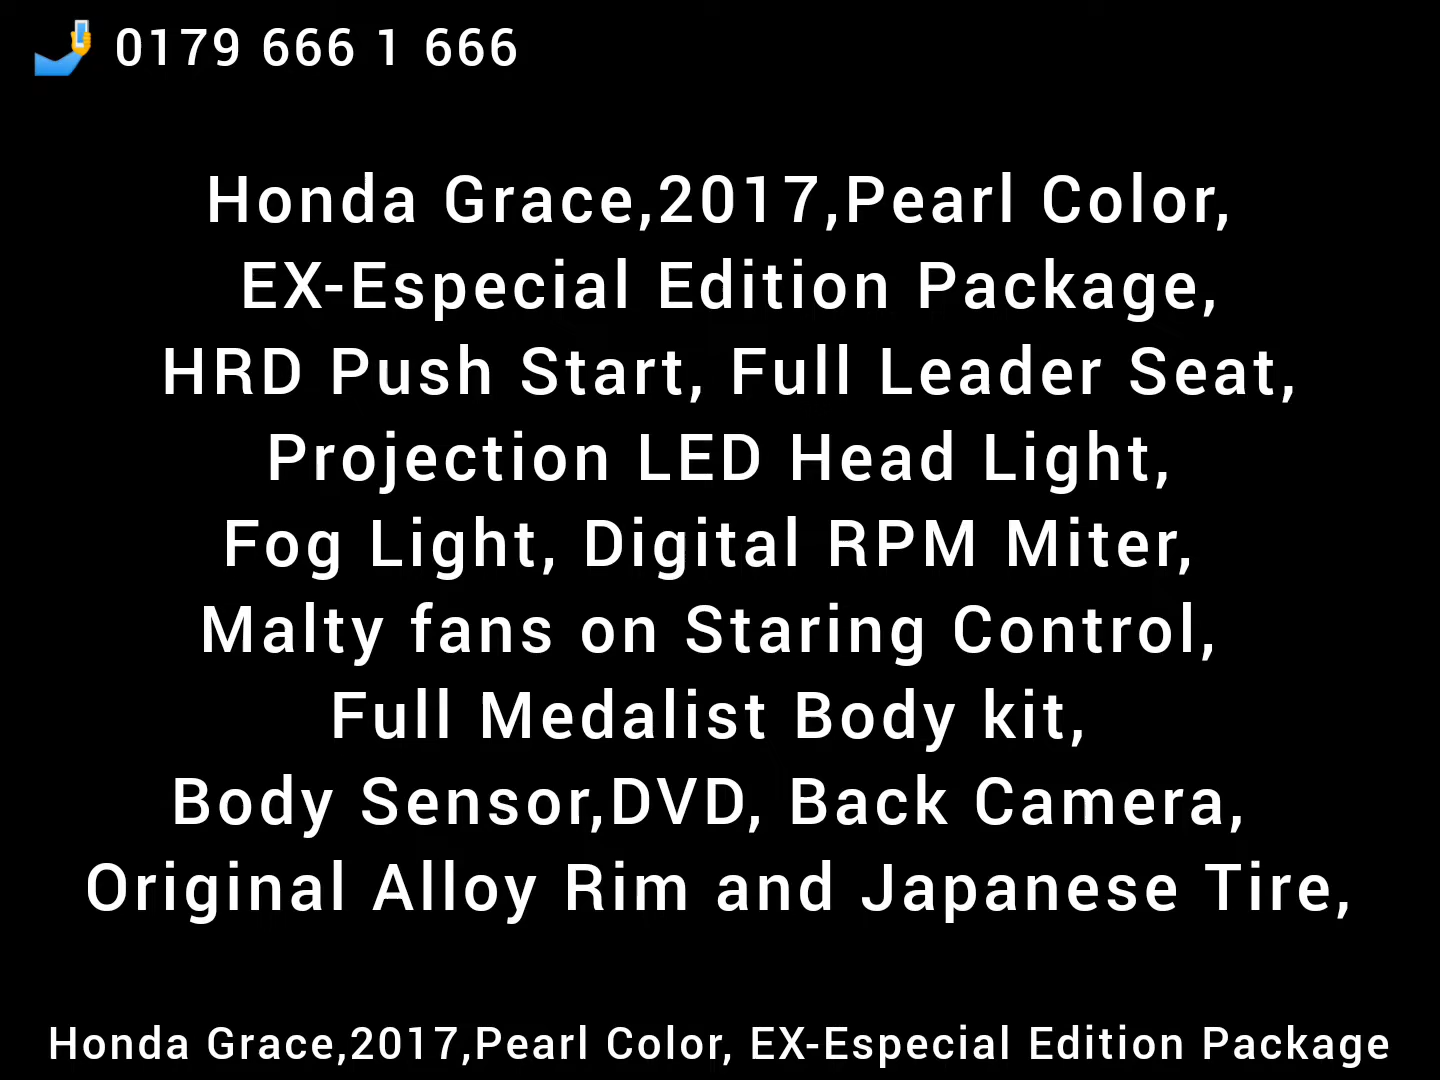 0179 666 1 666
Honda Grace,2017,Pearl Color,
EX-Especial Edition Package,
HRD Push Start, Full Leader Seat,
Projection LED Head Light,
Fog Light, Digital RPM Miter,
Malty fans on Staring Control,
Full Medalist Body kit,
Body Sensor,DVD, Back Camera,
Original Alloy Rim and Japanese Tire,
Honda Grace,2017,Pearl Color, EX-Especial Edition Package